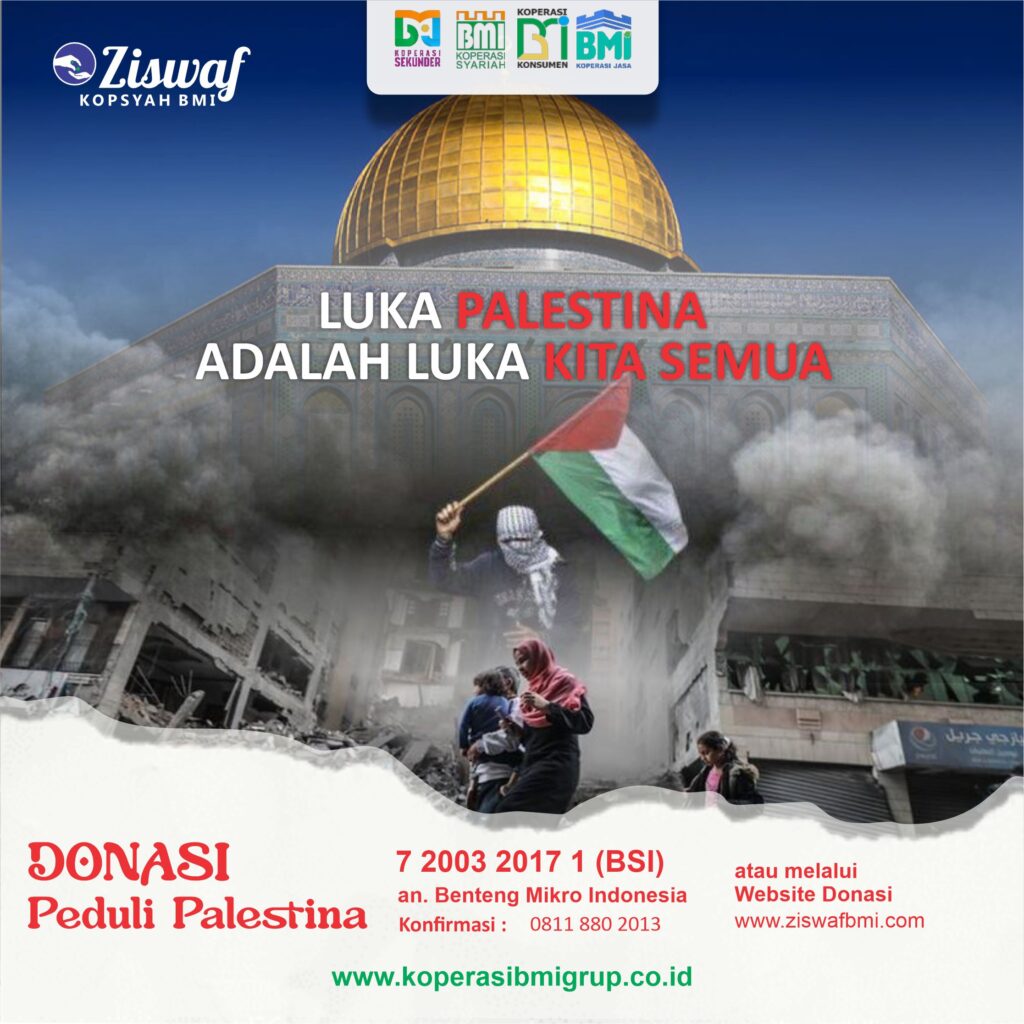 Ziswaf
KOPSYAH BMI
KOPERASI
SEKUNDER
BMI
KOPERASI
SYARIAH
KOPERASI
KONSUMEN
BMI
KOPERASI JASA
LUKA PALESTINA
ADALAH LUKA KITA SEMUA
DONASI
Peduli Palestina
7 2003 2017 1 (BSI)
an. Benteng Mikro Indonesia
Konfirmasi : 0811 880 2013
atau melalui
Website Donasi
www.ziswafbmi.com
www.koperasibmigrup.co.id